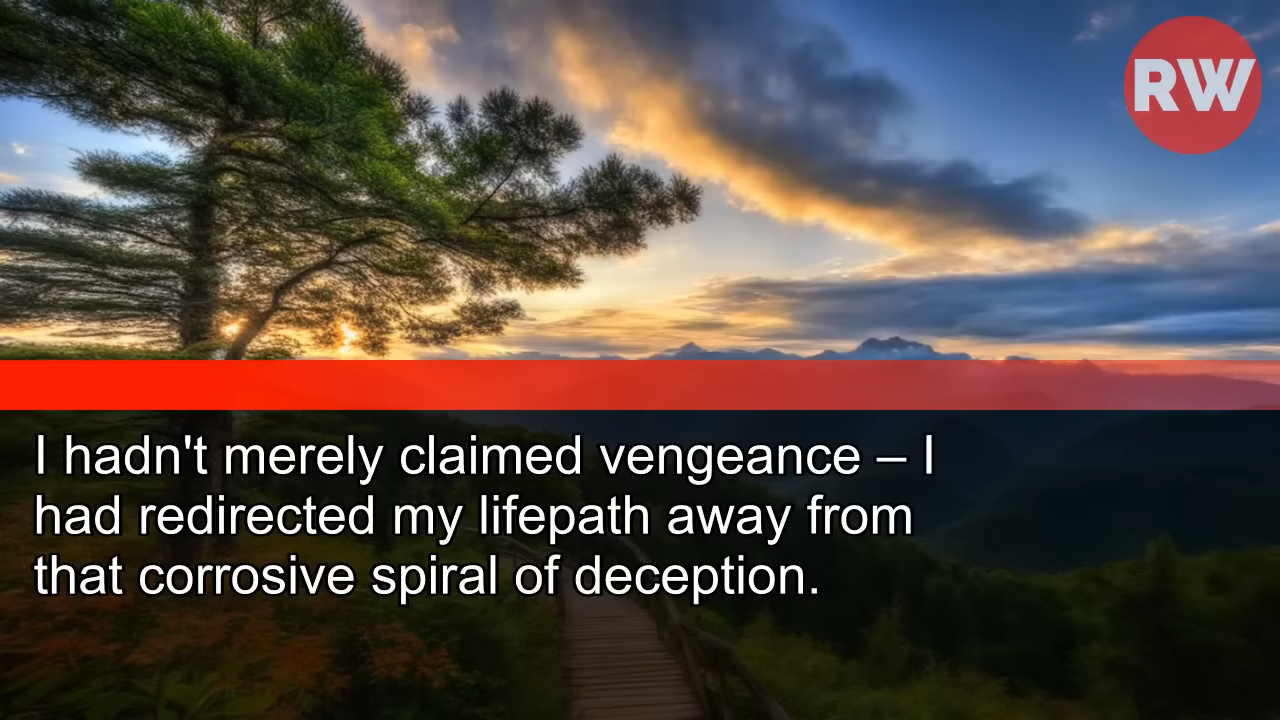 RW
I hadn't merely claimed vengeance – I
had redirected my lifepath away from
that corrosive spiral of deception.